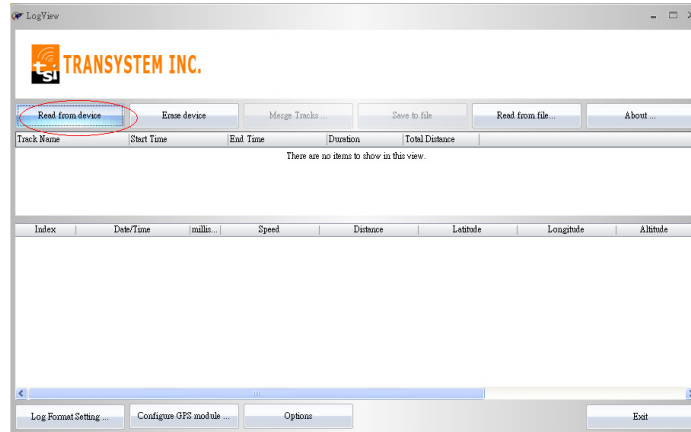 LogView
tsi TRANSYSTEM INC.
Read from device Erase device Merge Tracks ... Save to file Read from file... About ...
Track Name Start Time End Time Duration Total Distance
There are no items to show in this view.
Index Date/Time millis... Speed Distance Latitude Longitude Altitude
Log Format Setting ... Configure GPS module ... Options Exit